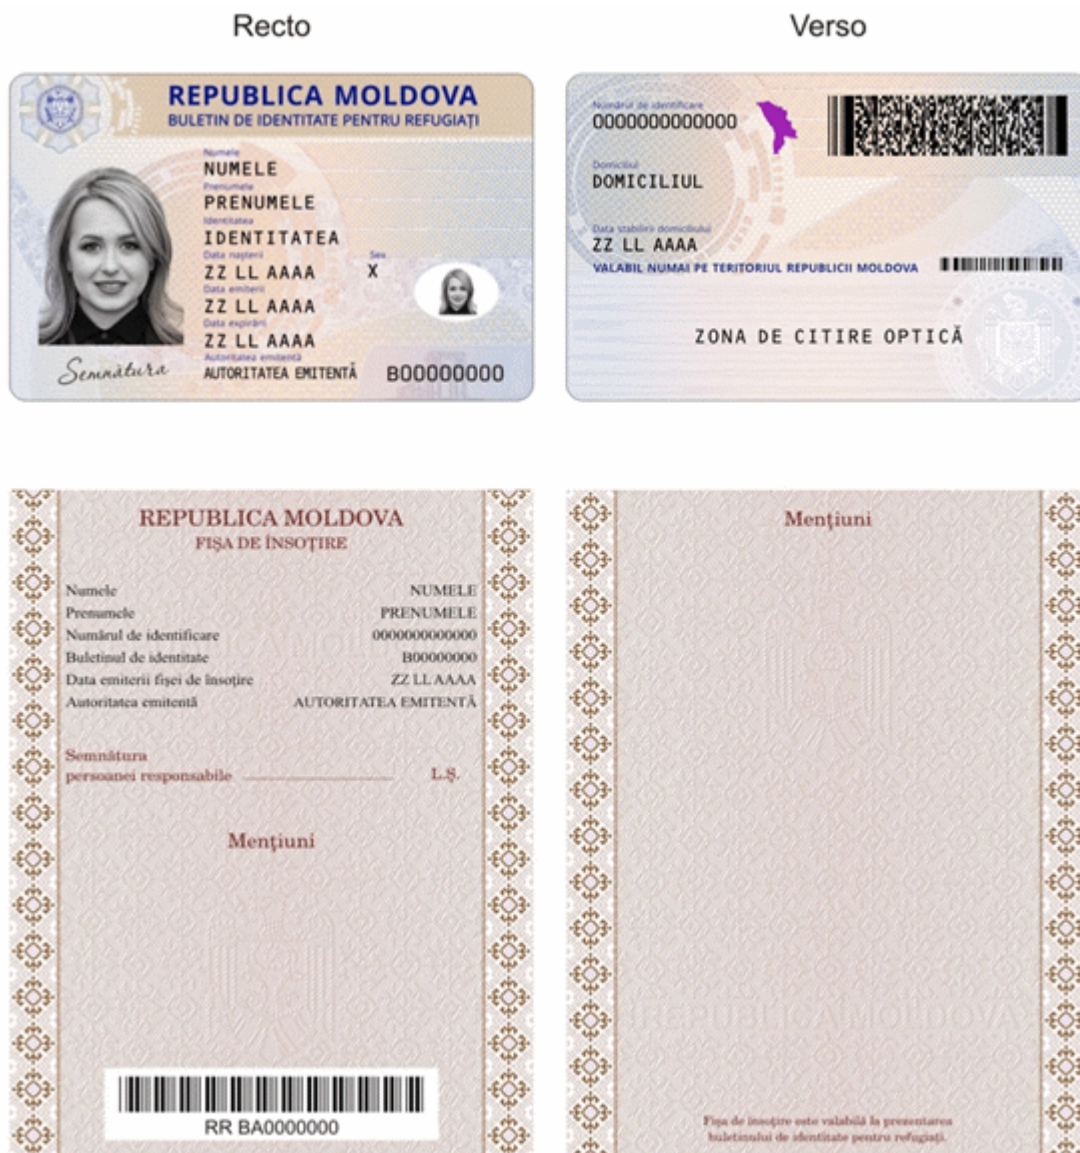 Recto
Verso
REPUBLICA MOLDOVA
BULETIN DE IDENTITATE PENTRU REFUGIAȚI
Numele
NUMELE
Prenumele
PRENUMELE
Identitatea
IDENTITATEA
Data nașterii
Sex
ZZ LL AAAA
X
Data emiterii
ZZ LL AAAA
Data expirării
ZZ LL AAAA
Autoritatea emitentă
AUTORITATEA EMITENTĂ
Semnătura
B00000000
Numărul de identificare
0000000000000
Domiciliul
DOMICILIUL
Data stabilirii domiciliului
ZZ LL AAAA
VALABIL NUMAI PE TERITORIUL REPUBLICII MOLDOVA
ZONA DE CITIRE OPTICĂ
REPUBLICA MOLDOVA
FIȘA DE ÎNSOȚIRE
Numele NUMELE
Prenumele PRENUMELE
Numărul de identificare 0000000000000
Buletinul de identitate B00000000
Data emiterii fișei de însoțire ZZ LL AAAA
Autoritatea emitentă AUTORITATEA EMITENTĂ
Semnătura
persoanei responsabile L.Ș.
Mențiuni
RR BA0000000
Mențiuni
REPUBLICA MOLDOVA
Fișa de însoțire este valabilă la prezentarea
buletinului de identitate pentru refugiați.